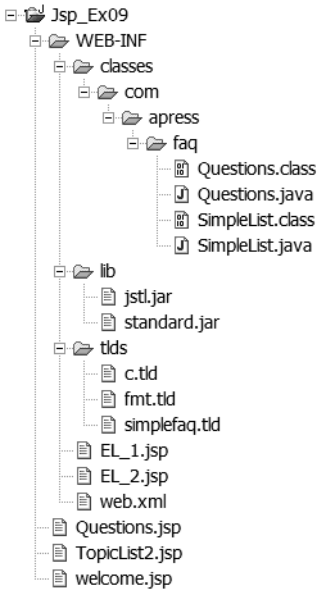 Jsp_Ex09
WEB-INF
classes
com
apress
faq
Questions.class
Questions.java
SimpleList.class
SimpleList.java
lib
jstl.jar
standard.jar
tlds
c.tld
fmt.tld
simplefaq.tld
EL_1.jsp
EL_2.jsp
web.xml
Questions.jsp
TopicList2.jsp
welcome.jsp